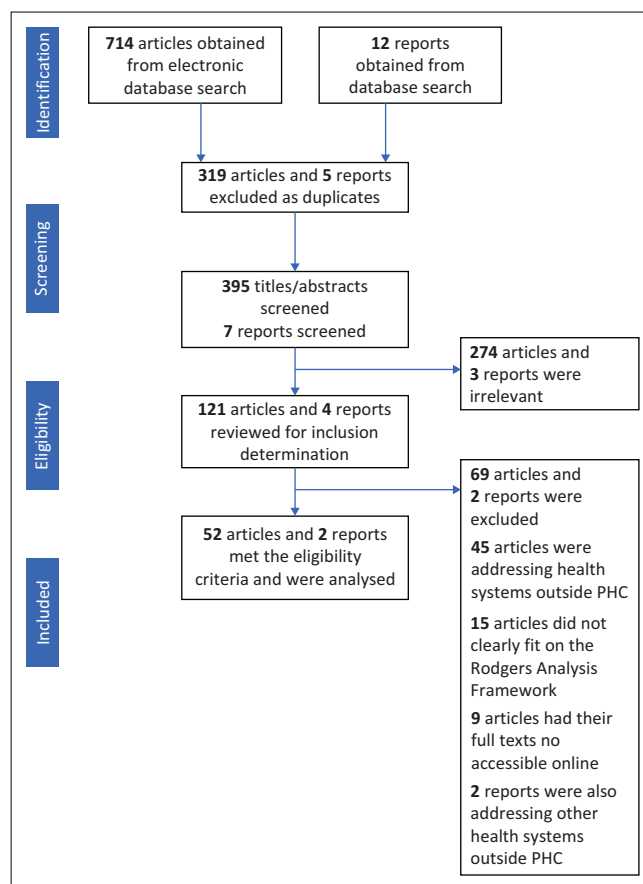 Identification
714 articles obtained
from electronic
database search
12 reports
obtained from
database search
319 articles and 5 reports
excluded as duplicates
Screening
395 titles/abstracts
screened
7 reports screened
274 articles and
3 reports were
irrelevant
Eligibility
121 articles and 4 reports
reviewed for inclusion
determination
69 articles and
2 reports were
excluded
45 articles were
addressing health
systems outside PHC
15 articles did not
clearly fit on the
Rodgers Analysis
Framework
9 articles had their
full texts no
accessible online
2 reports were also
addressing other
health systems
outside PHC
Included
52 articles and 2 reports
met the eligibility
criteria and were analysed